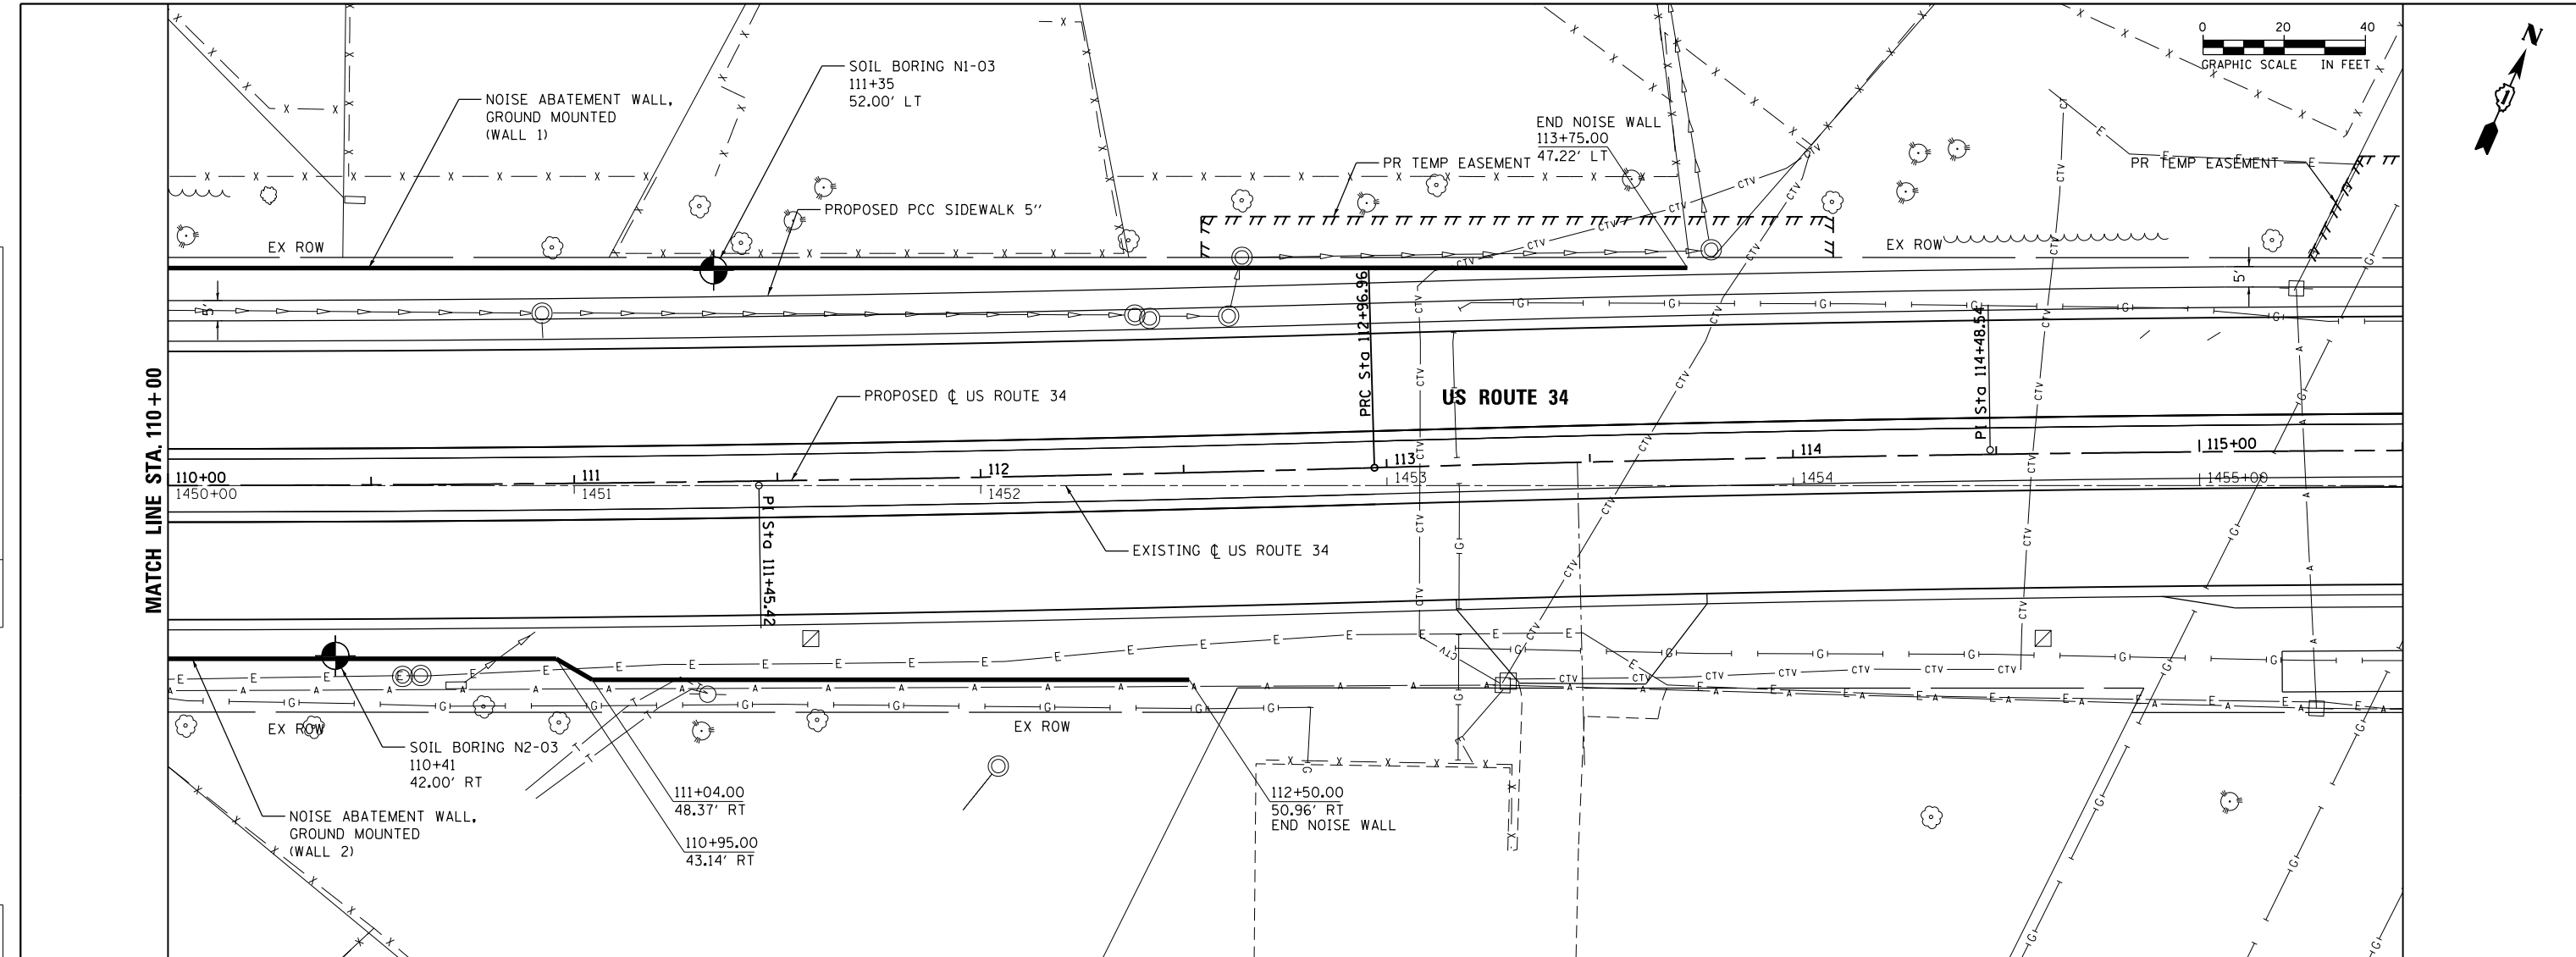 0 20 40
GRAPHIC SCALE IN FEET
N
SOIL BORING N1-03
111+35
52.00' LT
NOISE ABATEMENT WALL,
GROUND MOUNTED
(WALL 1)
END NOISE WALL
113+75.00
47.22' LT
PR TEMP EASEMENT
PR TEMP EASEMENT
PROPOSED PCC SIDEWALK 5"
EX ROW
EX ROW
5'
5'
PRC Sta 112+96.96
PI Sta 114+48.54
MATCH LINE STA. 110+00
PROPOSED ℄ US ROUTE 34
US ROUTE 34
110+00 111 112 113 114 115+00
1450+00 1451 1452 1453 1454 1455+00
PI Sta 111+45.42
EXISTING ℄ US ROUTE 34
EX ROW
EX ROW
SOIL BORING N2-03
110+41
42.00' RT
111+04.00
48.37' RT
112+50.00
50.96' RT
END NOISE WALL
NOISE ABATEMENT WALL,
GROUND MOUNTED
(WALL 2)
110+95.00
43.14' RT